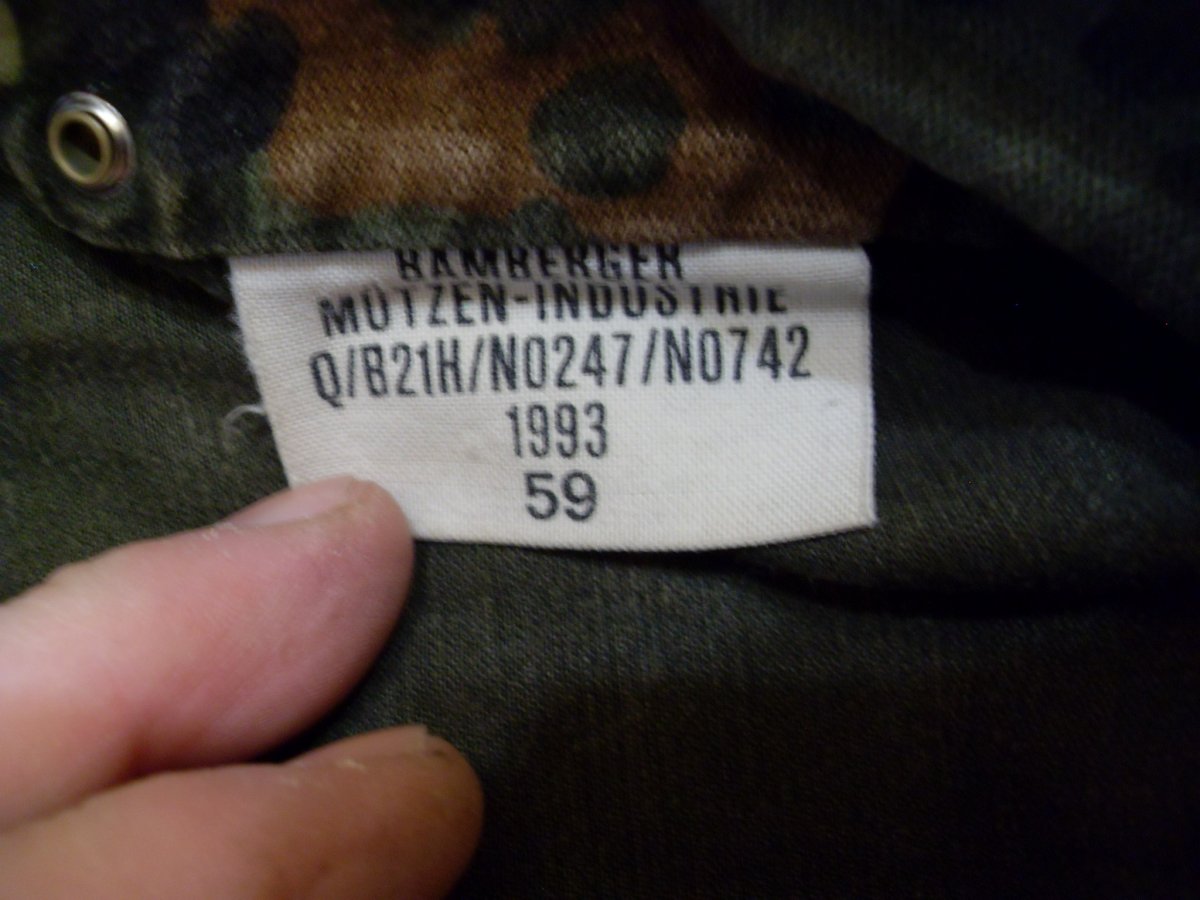 BAMBERGER
MÜTZEN-INDUSTRIE
Q/B21H/N0247/N0742
1993
59